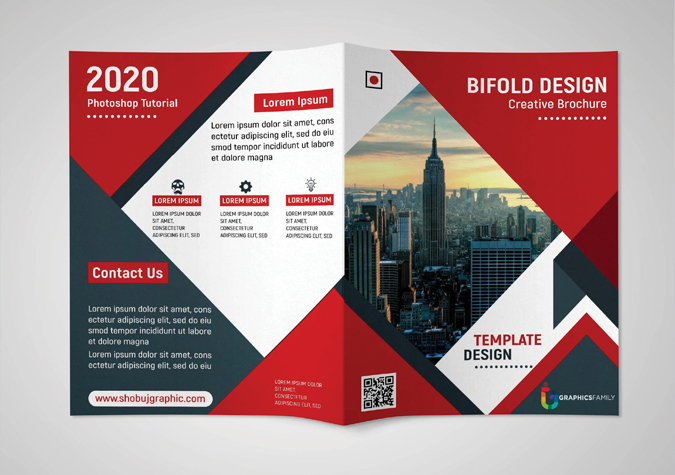 2020
Photoshop Tutorial
Lorem Ipsum
Lorem ipsum dolor sit amet, cons
ectetur adipiscing elit, sed do eiu
smod tempor incididunt ut labore
et dolore magna
LOREM IPSUM
LOREM IPSUM DOLOR
SIT AMET,
CONSECTETUR
ADIPISCING ELIT, SED
LOREM IPSUM
LOREM IPSUM DOLOR
SIT AMET,
CONSECTETUR
ADIPISCING ELIT, SED
LOREM IPSUM
LOREM IPSUM DOLOR
SIT AMET,
CONSECTETUR
ADIPISCING ELIT, SED
Contact Us
Lorem ipsum dolor sit amet, cons
ectetur adipiscing elit, sed do eiu
smod tempor incididunt ut labore
et dolore magna
Lorem ipsum dolor sit amet, cons
ectetur adipiscing elit, sed do eiu
www.shobujgraphic.com
LOREM IPSUM DOLOR
SIT AMET,
CONSECTETUR
ADIPISCING ELIT, SED
BIFOLD DESIGN
Creative Brochure
TEMPLATE
DESIGN
GRAPHICSFAMILY